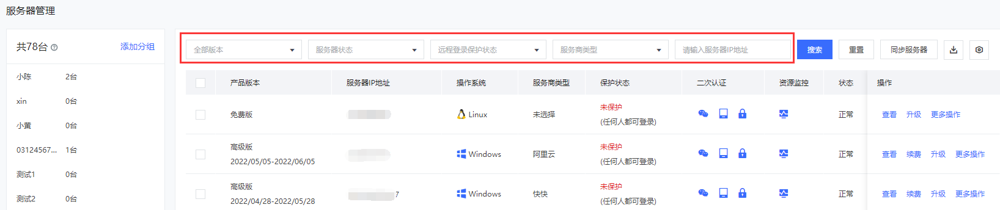 服务器管理
共78台
添加分组
小陈 2台
xin 0台
小黄 0台
03124567... 1台
测试1 0台
测试2 0台
全部版本 服务器状态 远程登录保护状态 服务商类型 请输入服务器IP地址 搜索 重置 同步服务器
产品版本 服务器IP地址 操作系统 服务商类型 保护状态 二次认证 资源监控 状态 操作
免费版 Linux 未选择 未保护 (任何人都可登录) 正常 查看 升级 更多操作
高级版 2022/05/05-2022/06/05 Windows 阿里云 未保护 (任何人都可登录) 正常 查看 续费 升级 更多操作
高级版 2022/04/28-2022/05/28 7 Windows 快快 未保护 (任何人都可登录) 正常 查看 续费 升级 更多操作